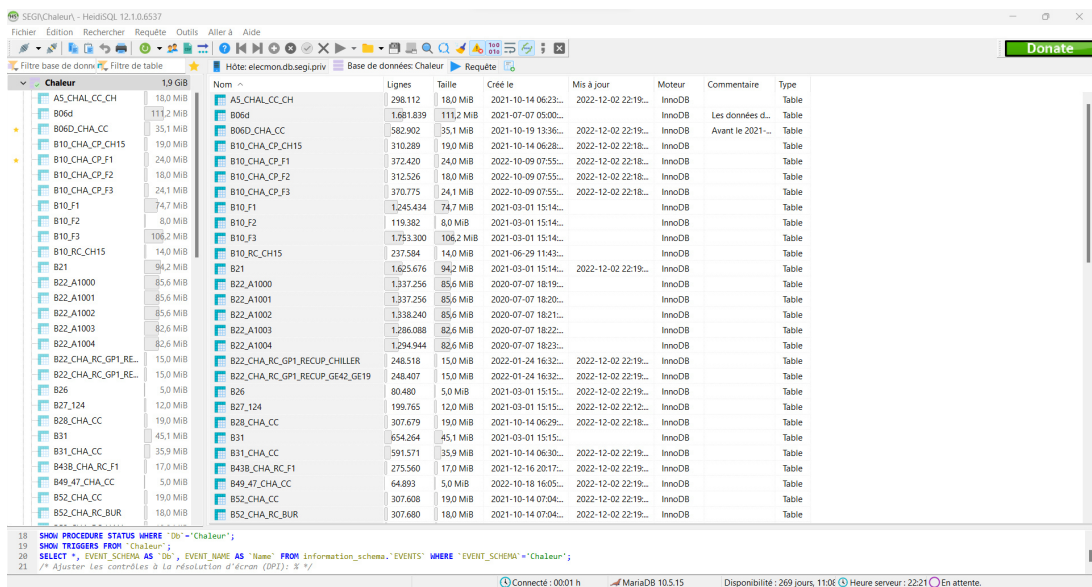 SEGI\Chaleur\ - HeidiSQL 12.1.0.6537
Fichier Édition Rechercher Requête Outils Aller à Aide
Donate
Filtre base de donn Filtre de table
Hôte: elecmon.db.segi.priv Base de données: Chaleur Requête
Chaleur 1,9 GiB
A5_CHAL_CC_CH 18,0 MiB
B06d 111,2 MiB
B06D_CHA_CC 35,1 MiB
B10_CHA_CP_CH15 19,0 MiB
B10_CHA_CP_F1 24,0 MiB
B10_CHA_CP_F2 18,0 MiB
B10_CHA_CP_F3 24,1 MiB
B10_F1 74,7 MiB
B10_F2 8,0 MiB
B10_F3 106,2 MiB
B10_RC_CH15 14,0 MiB
B21 94,2 MiB
B22_A1000 85,6 MiB
B22_A1001 85,6 MiB
B22_A1002 85,6 MiB
B22_A1003 82,6 MiB
B22_A1004 82,6 MiB
B22_CHA_RC_GP1_RE... 15,0 MiB
B22_CHA_RC_GP1_RE... 15,0 MiB
B26 5,0 MiB
B27_124 12,0 MiB
B28_CHA_CC 19,0 MiB
B31 45,1 MiB
B31_CHA_CC 35,9 MiB
B43B_CHA_RC_F1 17,0 MiB
B49_47_CHA_CC 5,0 MiB
B52_CHA_CC 19,0 MiB
B52_CHA_RC_BUR 18,0 MiB
Nom Lignes Taille Créé le Mis à jour Moteur Commentaire Type
A5_CHAL_CC_CH 298.112 18,0 MiB 2021-10-14 06:23:... 2022-12-02 22:19:... InnoDB Table
B06d 1.681.839 111,2 MiB 2021-07-07 05:00:... InnoDB Les données d... Table
B06D_CHA_CC 582.902 35,1 MiB 2021-10-19 13:36:... 2022-12-02 22:19:... InnoDB Avant le 2021-... Table
B10_CHA_CP_CH15 310.289 19,0 MiB 2021-10-14 06:28:... 2022-12-02 22:18:... InnoDB Table
B10_CHA_CP_F1 372.420 24,0 MiB 2022-10-09 07:55:... 2022-12-02 22:18:... InnoDB Table
B10_CHA_CP_F2 312.526 18,0 MiB 2022-10-09 07:55:... 2022-12-02 22:18:... InnoDB Table
B10_CHA_CP_F3 370.775 24,1 MiB 2022-10-09 07:55:... 2022-12-02 22:18:... InnoDB Table
B10_F1 1.245.434 74,7 MiB 2021-03-01 15:14:... InnoDB Table
B10_F2 119.382 8,0 MiB 2021-03-01 15:14:... InnoDB Table
B10_F3 1.753.300 106,2 MiB 2021-03-01 15:14:... InnoDB Table
B10_RC_CH15 237.584 14,0 MiB 2021-06-29 11:43:... InnoDB Table
B21 1.625.676 94,2 MiB 2021-03-01 15:14:... 2022-12-02 22:19:... InnoDB Table
B22_A1000 1.337.256 85,6 MiB 2020-07-07 18:19:... InnoDB Table
B22_A1001 1.337.256 85,6 MiB 2020-07-07 18:20:... InnoDB Table
B22_A1002 1.338.240 85,6 MiB 2020-07-07 18:21:... InnoDB Table
B22_A1003 1.286.088 82,6 MiB 2020-07-07 18:22:... InnoDB Table
B22_A1004 1.294.944 82,6 MiB 2020-07-07 18:23:... InnoDB Table
B22_CHA_RC_GP1_RECUP_CHILLER 248.518 15,0 MiB 2022-01-24 16:32:... 2022-12-02 22:19:... InnoDB Table
B22_CHA_RC_GP1_RECUP_GE42_GE19 248.407 15,0 MiB 2022-01-24 16:32:... 2022-12-02 22:19:... InnoDB Table
B26 80.480 5,0 MiB 2021-03-01 15:15:... 2022-12-02 22:19:... InnoDB Table
B27_124 199.765 12,0 MiB 2021-03-01 15:15:... 2022-12-02 22:12:... InnoDB Table
B28_CHA_CC 307.679 19,0 MiB 2021-10-14 06:29:... 2022-12-02 22:18:... InnoDB Table
B31 654.264 45,1 MiB 2021-03-01 15:15:... InnoDB Table
B31_CHA_CC 591.571 35,9 MiB 2021-10-14 06:30:... 2022-12-02 22:19:... InnoDB Table
B43B_CHA_RC_F1 275.560 17,0 MiB 2021-12-16 20:17:... 2022-12-02 22:19:... InnoDB Table
B49_47_CHA_CC 64.893 5,0 MiB 2022-10-18 16:05:... 2022-12-02 22:19:... InnoDB Table
B52_CHA_CC 307.608 19,0 MiB 2021-10-14 07:04:... 2022-12-02 22:19:... InnoDB Table
B52_CHA_RC_BUR 307.680 18,0 MiB 2021-10-14 07:04:... 2022-12-02 22:19:... InnoDB Table
18 SHOW PROCEDURE STATUS WHERE `Db`='Chaleur';
19 SHOW TRIGGERS FROM `Chaleur`;
20 SELECT *, EVENT_SCHEMA AS `Db`, EVENT_NAME AS `Name` FROM information_schema.`EVENTS` WHERE `EVENT_SCHEMA`='Chaleur';
21 /* Ajuster les contrôles à la résolution d'écran (DPI): % */
Connecté : 00:01 h MariaDB 10.5.15 Disponibilité : 269 jours, 11:08 Heure serveur : 22:21 En attente.